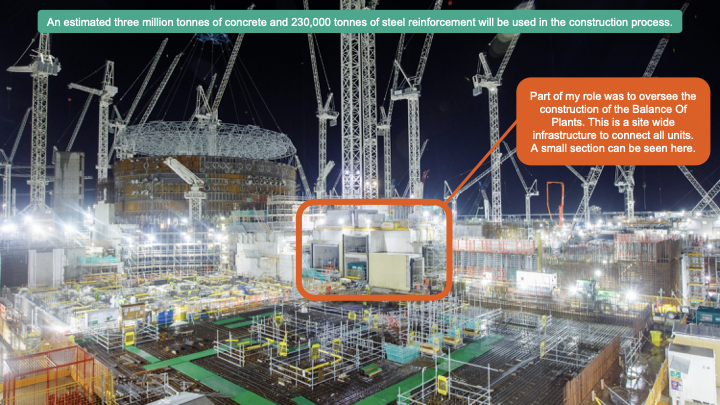 An estimated three million tonnes of concrete and 230,000 tonnes of steel reinforcement will be used in the construction process.
Part of my role was to oversee the
construction of the Balance Of
Plants. This is a site wide
infrastructure to connect all units.
A small section can be seen here.